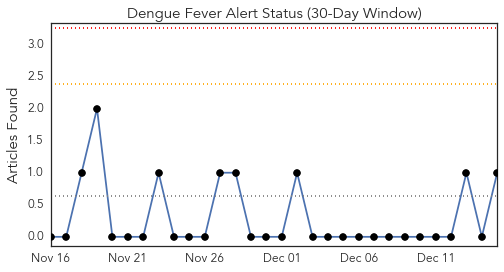 Dengue Fever Alert Status (30-Day Window)
Articles Found
3.0
2.5
2.0
1.5
1.0
0.5
0.0
Nov 16 Nov 21 Nov 26 Dec 01 Dec 06 Dec 11